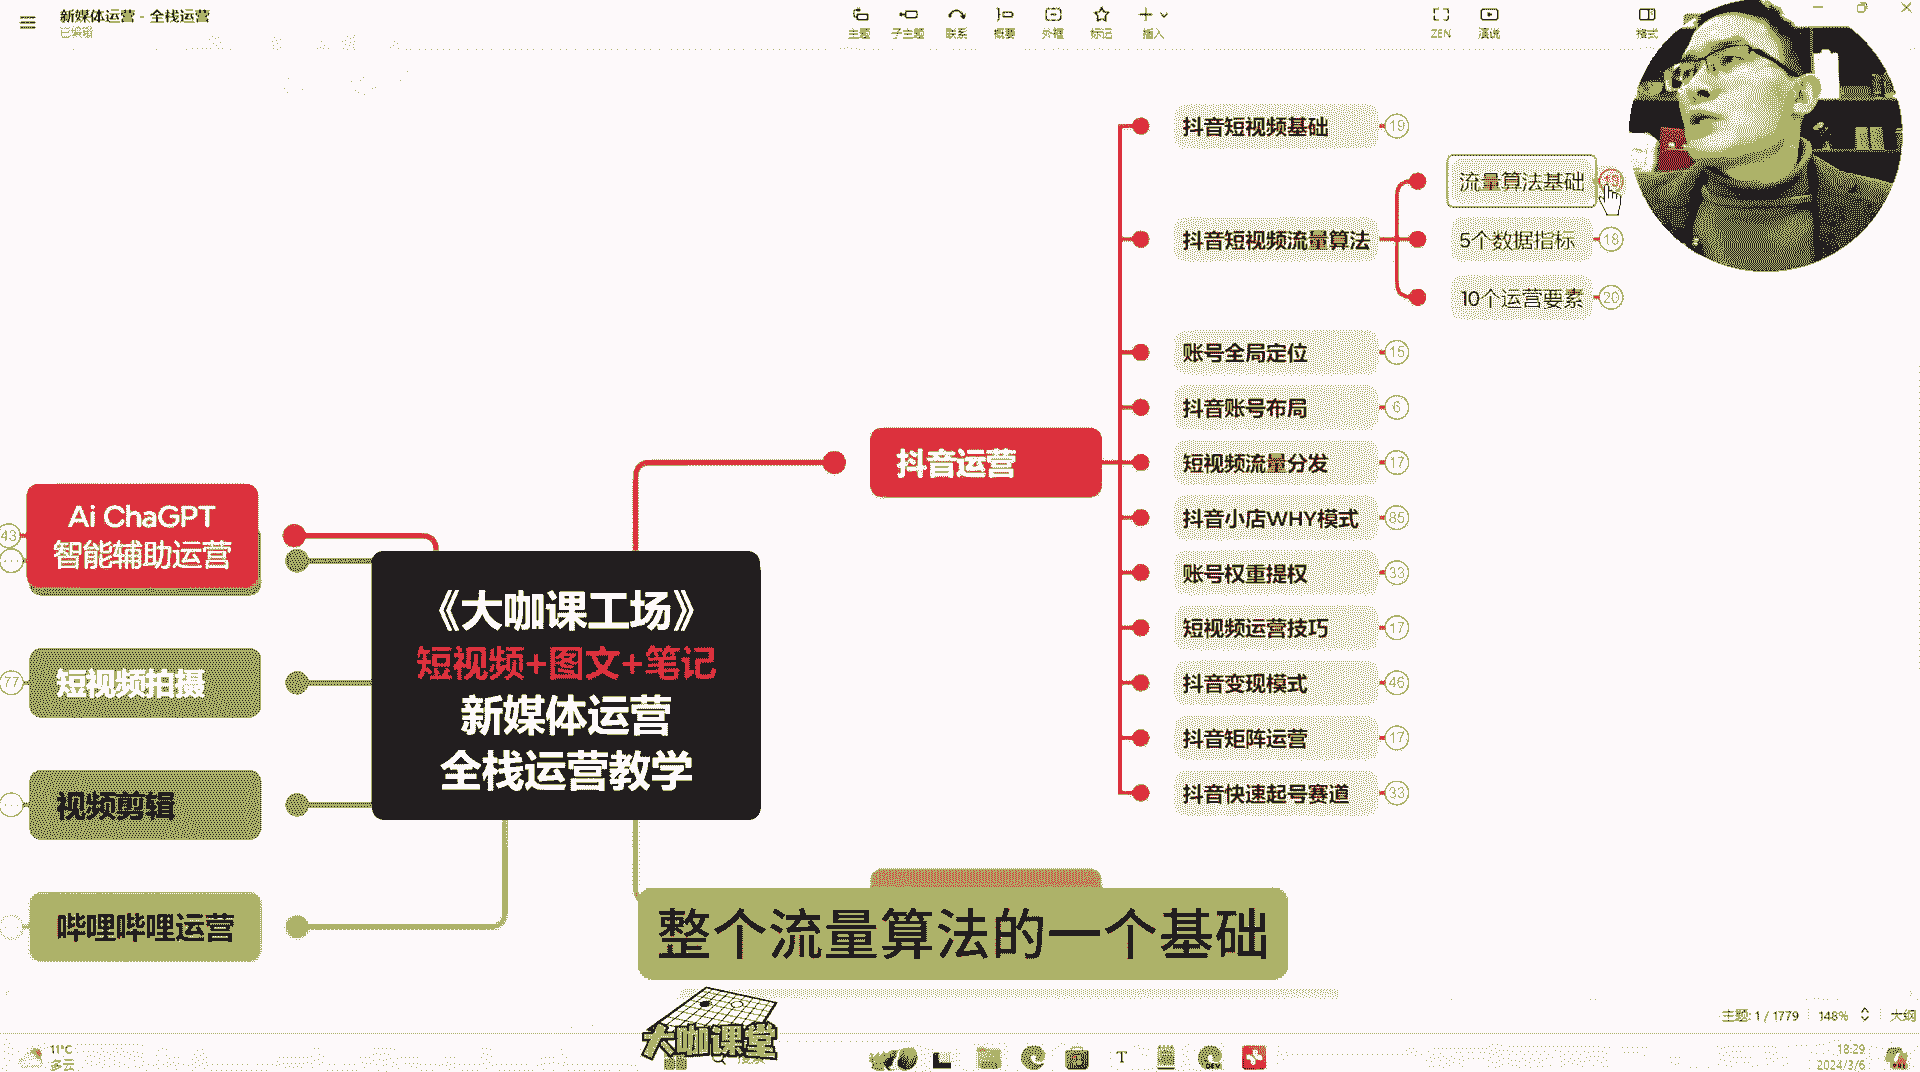 新媒体运营 - 全栈运营
已编辑
主题
子主题
联系
概要
外框
标记
插入
ZEN
演说
格式
抖音短视频基础
19
流量算法基础
抖音短视频流量算法
5个数据指标
18
10个运营要素
20
账号全局定位
15
抖音账号布局
6
抖音运营
短视频流量分发
17
抖音小店WHY模式
85
账号权重提权
33
短视频运营技巧
17
抖音变现模式
46
抖音矩阵运营
17
抖音快速起号赛道
33
43
Ai ChaGPT
智能辅助运营
77
短视频拍摄
视频剪辑
哔哩哔哩运营
《大咖课工场》
短视频+图文+笔记
新媒体运营
全栈运营教学
整个流量算法的一个基础
大咖课堂
主题: 1 / 1779
148%
大纲
11°C
多云
T
DEV
18:29
2024/3/6